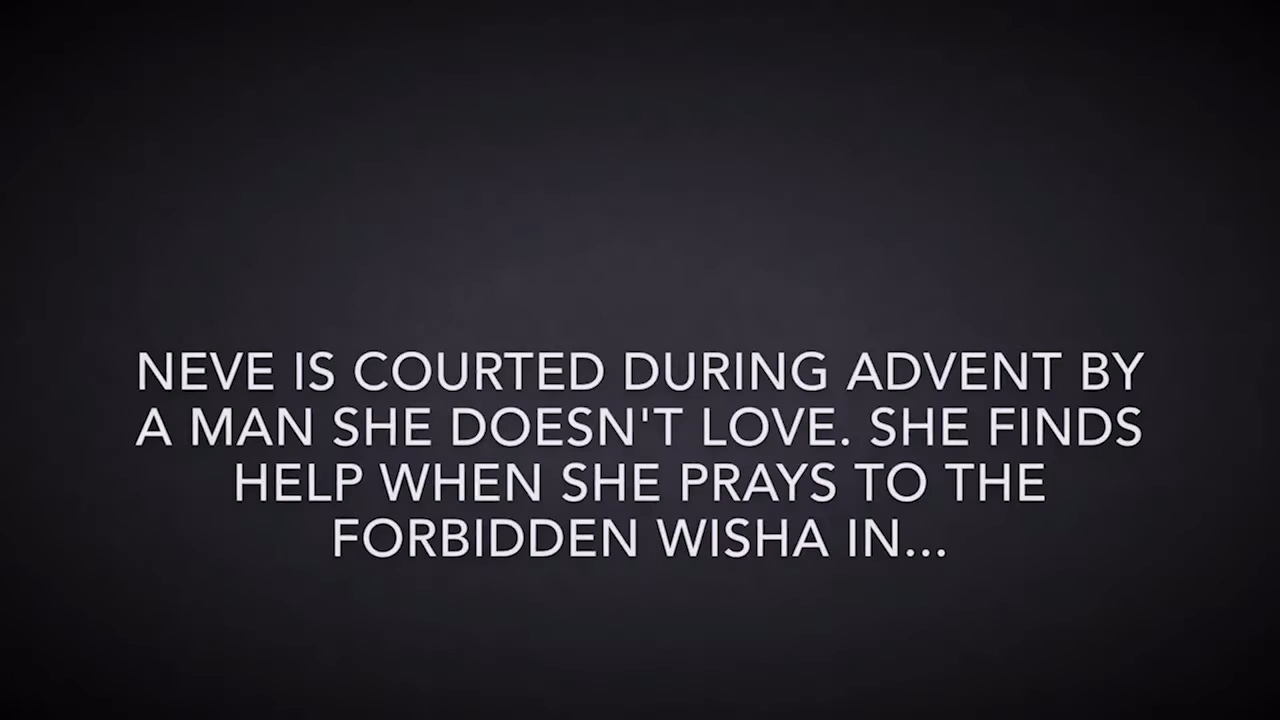 NEVE IS COURTED DURING ADVENT BY
A MAN SHE DOESN'T LOVE. SHE FINDS
HELP WHEN SHE PRAYS TO THE
FORBIDDEN WISHA IN...